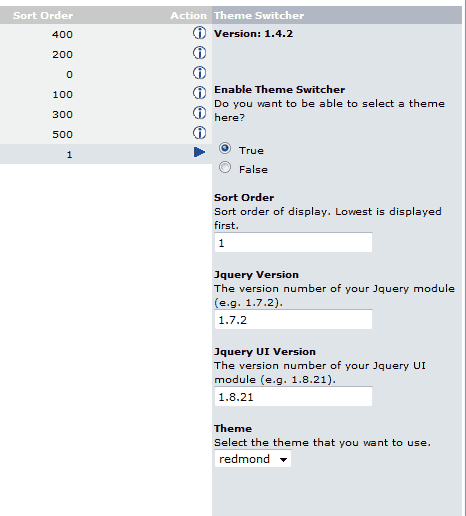 Sort Order Action Theme Switcher
400
200
0
100
300
500
1
Version: 1.4.2
Enable Theme Switcher
Do you want to be able to select a theme
here?
True
False
Sort Order
Sort order of display. Lowest is displayed
first.
1
Jquery Version
The version number of your Jquery module
(e.g. 1.7.2).
1.7.2
Jquery UI Version
The version number of your Jquery UI
module (e.g. 1.8.21).
1.8.21
Theme
Select the theme that you want to use.
redmond